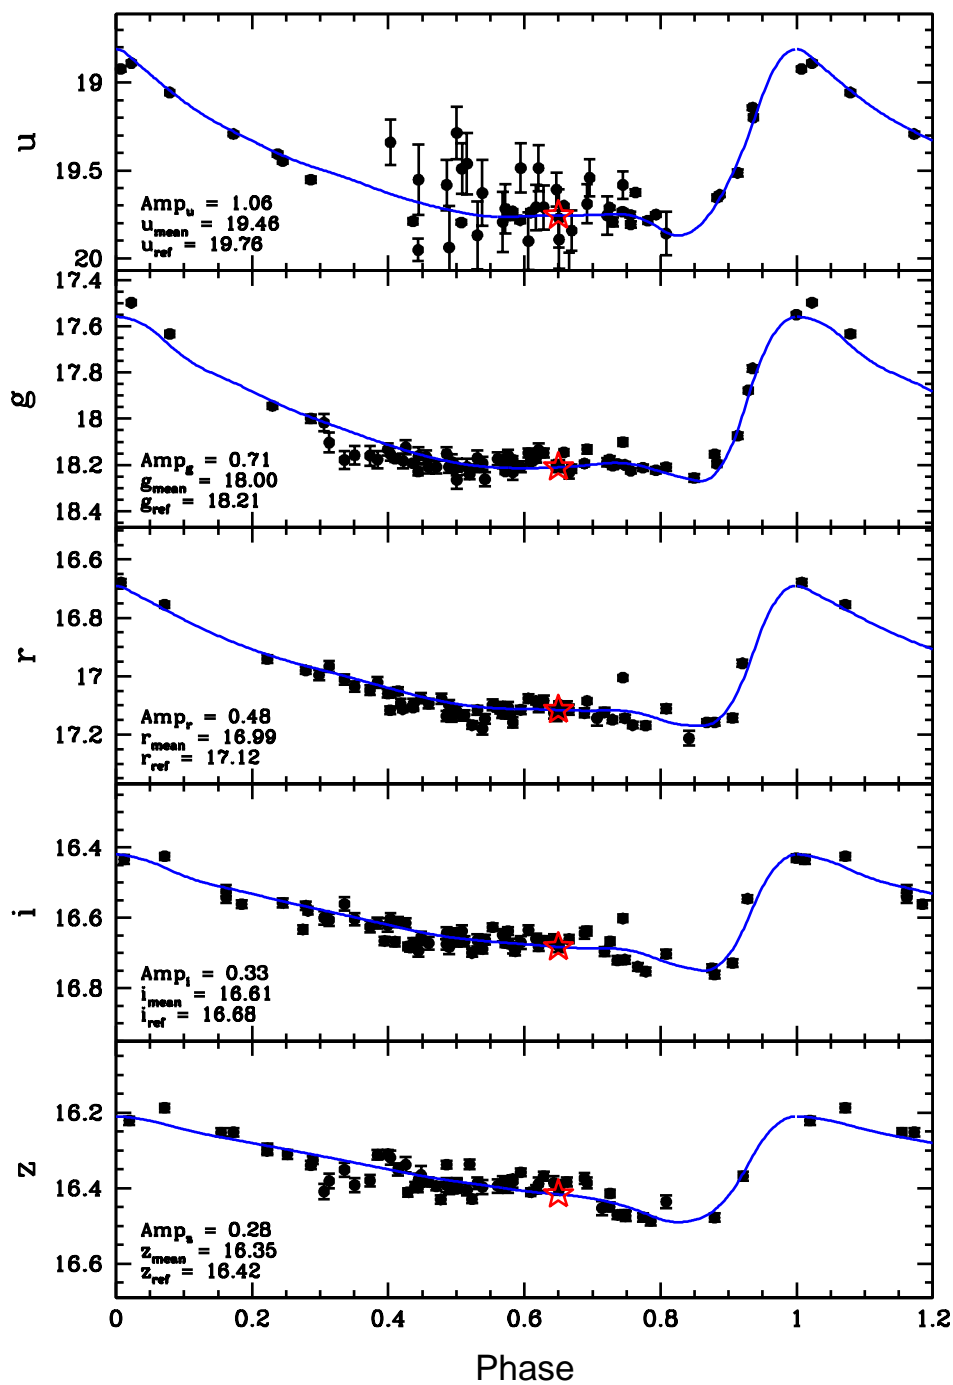 u
19
19.5
20
Amp_u = 1.06
u_mean = 19.46
u_ref = 19.76
g
17.4
17.6
17.8
18
18.2
18.4
Amp_g = 0.71
g_mean = 18.00
g_ref = 18.21
r
16.6
16.8
17
17.2
Amp_r = 0.48
r_mean = 16.99
r_ref = 17.12
i
16.4
16.6
16.8
Amp_i = 0.33
i_mean = 16.61
i_ref = 16.68
z
16.2
16.4
16.6
Amp_z = 0.28
z_mean = 16.35
z_ref = 16.42
0 0.2 0.4 0.6 0.8 1 1.2
Phase